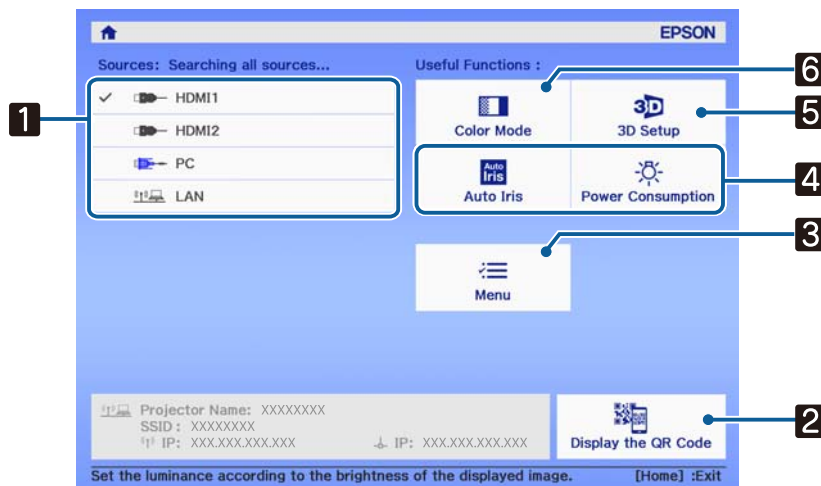 EPSON
Sources: Searching all sources...
Useful Functions :
1
HDMI1
HDMI2
PC
LAN
Color Mode
3D
3D Setup
6
5
Auto Iris
Auto Iris
Power Consumption
4
3
Menu
Projector Name: XXXXXXXX
SSID : XXXXXXXX
IP: XXX.XXX.XXX.XXX
IP: XXX.XXX.XXX.XXX
Display the QR Code
2
Set the luminance according to the brightness of the displayed image.
[Home] :Exit